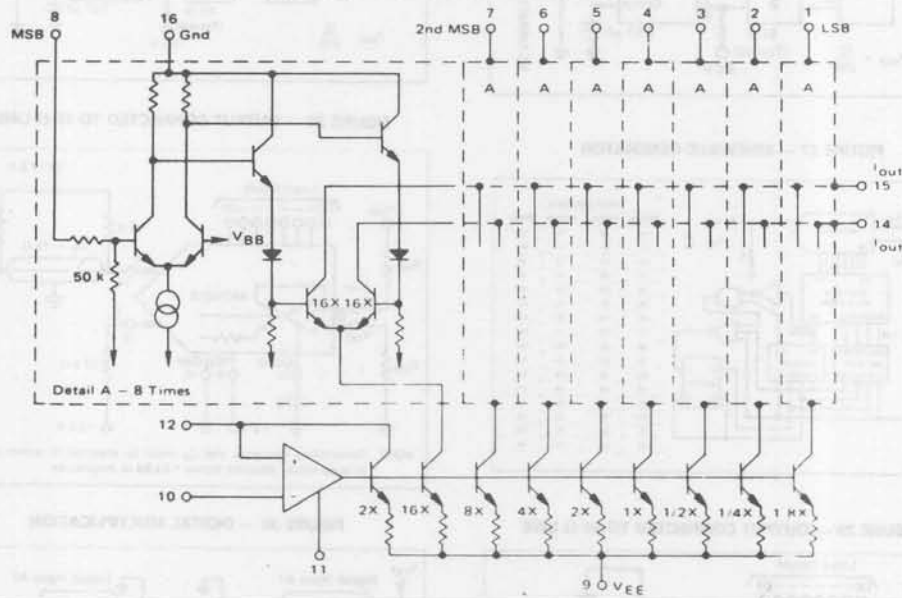 8 16 7 6 5 4 3 2 1
MSB Gnd 2nd MSB LSB
A A A A A A A
I out
15
14
I out
VBB
50 k
16X 16X
Detail A – 8 Times
12
10
2X 16X 8X 4X 2X 1X 1/2X 1/4X
11
9 VEE